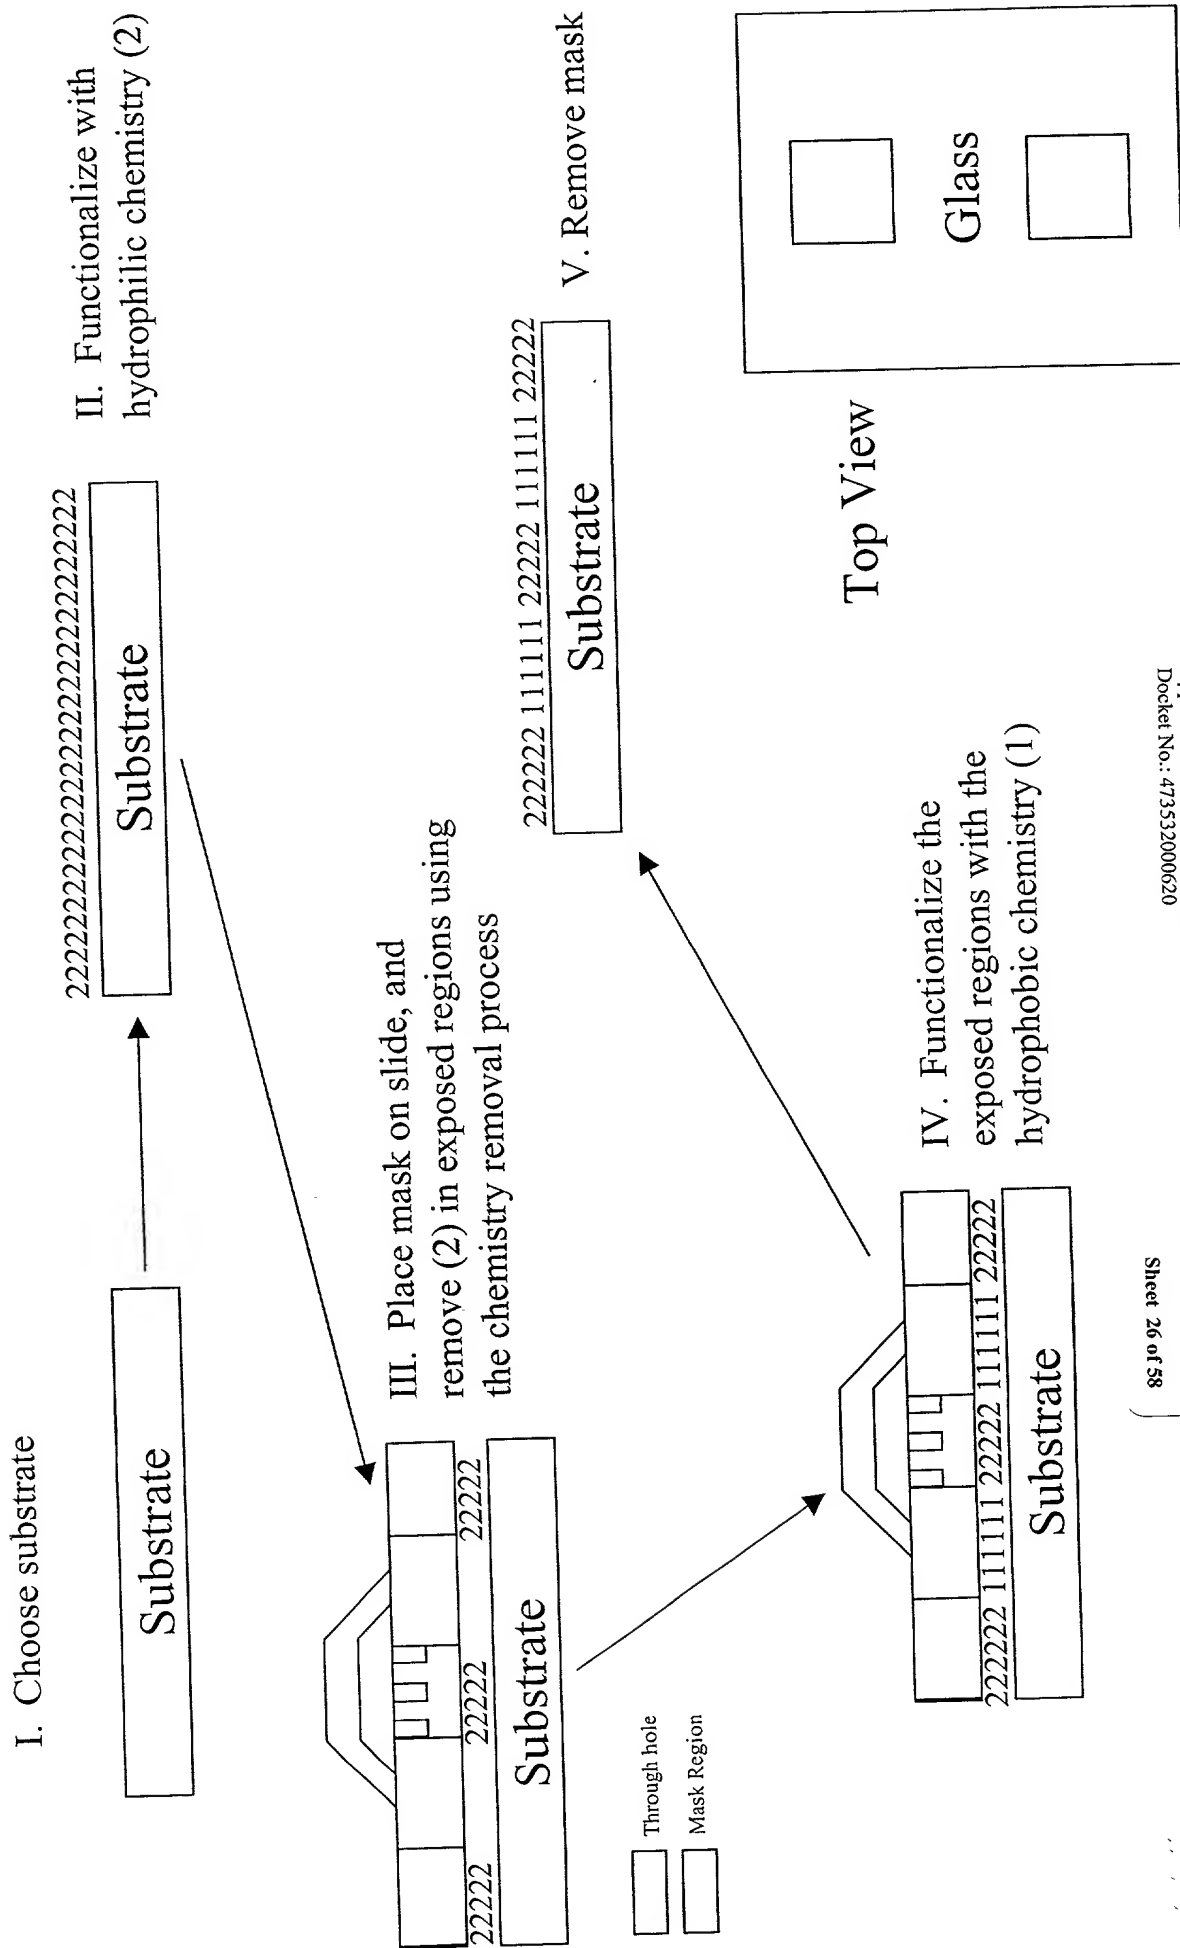 I. Choose substrate
Substrate
II. Functionalize with
hydrophilic chemistry (2)
222222222222222222222222222222
Substrate
III. Place mask on slide, and
remove (2) in exposed regions using
the chemistry removal process
22222 22222 22222
Substrate
Through hole
Mask Region
IV. Functionalize the
exposed regions with the
hydrophobic chemistry (1)
222222 111111 22222 111111 22222
Substrate
V. Remove mask
222222 111111 22222 111111 22222
Substrate
Top View
Glass
Sheet 26 of 58
Docket No.: 473532000620